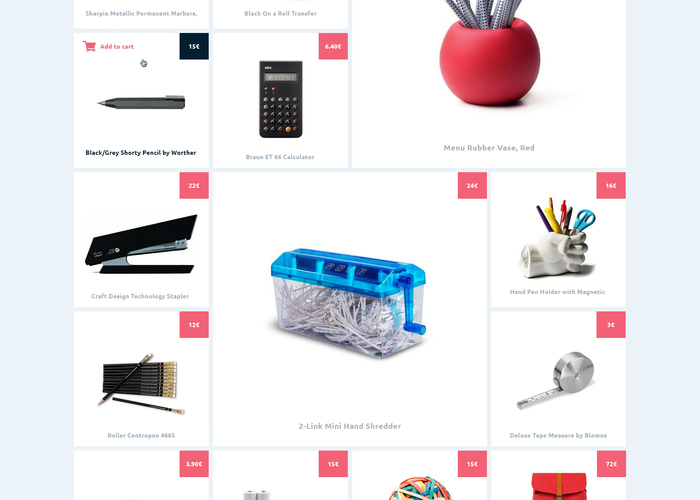 Sharpie Metallic Permanent Markers,
Black On a Roll Transfer
Add to cart
15€
6.40€
Black/Grey Shorty Pencil by Worther
Braun ET 66 Calculator
Menu Rubber Vase, Red
22€
24€
16€
Craft Design Technology Stapler
Hand Pen Holder with Magnetic
12€
3€
2-Link Mini Hand Shredder
Roller Centropen 4665
Deluxe Tape Measure by Blomus
3.90€
15€
15€
72€